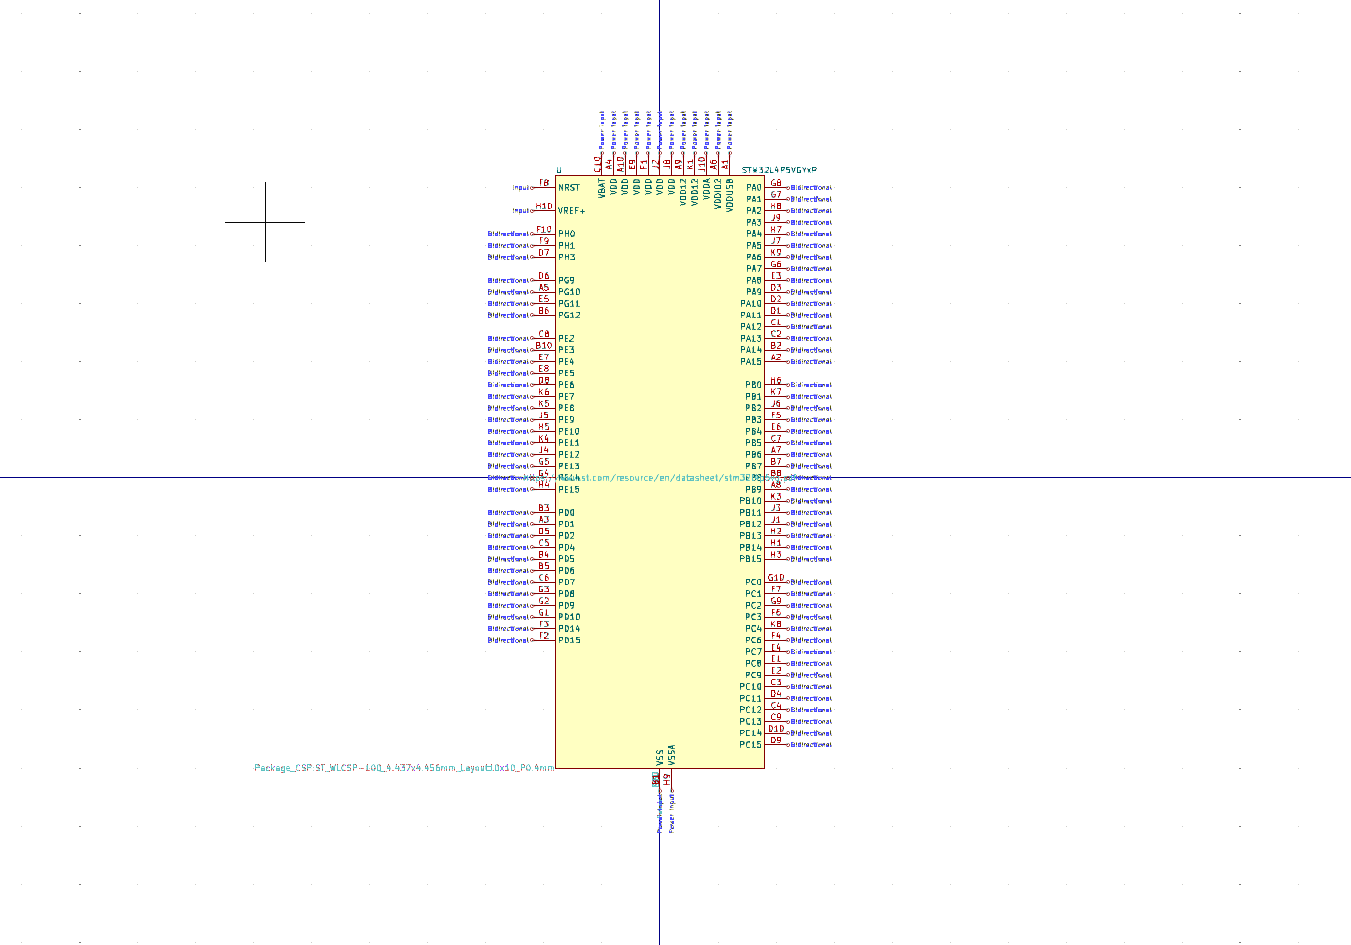 Power Input Power Input Power Input Power Input Power Input Power Input Power Input Power Input Power Input Power Input Power Input Power Input
C10 A4 A10 E9 F1 J2 J8 A9 K1 J10 A6 A1
U STM32L4P5VGYxP
VBAT VDD VDD VDD VDD VDD VDD VDD12 VDD12 VDDA VDDIO2 VDDUSB
Input F8 NRST
Input H10 VREF+
Bidirectional F10 PH0
Bidirectional F9 PH1
Bidirectional D7 PH3
Bidirectional D6 PG9
Bidirectional A5 PG10
Bidirectional E5 PG11
Bidirectional B6 PG12
Bidirectional C8 PE2
Bidirectional B10 PE3
Bidirectional E7 PE4
Bidirectional E8 PE5
Bidirectional D8 PE6
Bidirectional K6 PE7
Bidirectional K5 PE8
Bidirectional J5 PE9
Bidirectional H5 PE10
Bidirectional K4 PE11
Bidirectional J4 PE12
Bidirectional G5 PE13
Bidirectional G4 PE14
Bidirectional H4 PE15
Bidirectional B3 PD0
Bidirectional A3 PD1
Bidirectional D5 PD2
Bidirectional C5 PD4
Bidirectional B4 PD5
Bidirectional B5 PD6
Bidirectional C6 PD7
Bidirectional G3 PD8
Bidirectional G2 PD9
Bidirectional G1 PD10
Bidirectional F3 PD14
Bidirectional F2 PD15
PA0 G8 Bidirectional
PA1 G7 Bidirectional
PA2 K8 Bidirectional
PA3 J9 Bidirectional
PA4 H7 Bidirectional
PA5 J7 Bidirectional
PA6 K9 Bidirectional
PA7 G6 Bidirectional
PA8 E3 Bidirectional
PA9 D3 Bidirectional
PA10 D2 Bidirectional
PA11 D1 Bidirectional
PA12 C1 Bidirectional
PA13 C2 Bidirectional
PA14 B2 Bidirectional
PA15 A2 Bidirectional
PB0 H6 Bidirectional
PB1 K7 Bidirectional
PB2 J6 Bidirectional
PB3 F5 Bidirectional
PB4 E6 Bidirectional
PB5 C7 Bidirectional
PB6 A7 Bidirectional
PB7 B7 Bidirectional
B8 Bidirectional
PB9 A8 Bidirectional
PB10 K3 Bidirectional
PB11 J3 Bidirectional
PB12 J1 Bidirectional
PB13 H2 Bidirectional
PB14 H1 Bidirectional
PB15 H3 Bidirectional
PC0 G10 Bidirectional
PC1 F7 Bidirectional
PC2 G9 Bidirectional
PC3 F6 Bidirectional
PC4 Bidirectional
PC6 F4 Bidirectional
PC7 E4 Bidirectional
PC8 E1 Bidirectional
PC9 E2 Bidirectional
PC10 C3 Bidirectional
PC11 D4 Bidirectional
PC12 C4 Bidirectional
PC13 C9 Bidirectional
PC14 D10 Bidirectional
PC15 D9 Bidirectional
.com/resource/en/datasheet/
VSS VSSA
Package_CSP:ST_WLCSP-100_4.437x4.456mm_Layout10x10_P0.4mm
H9
Power Input